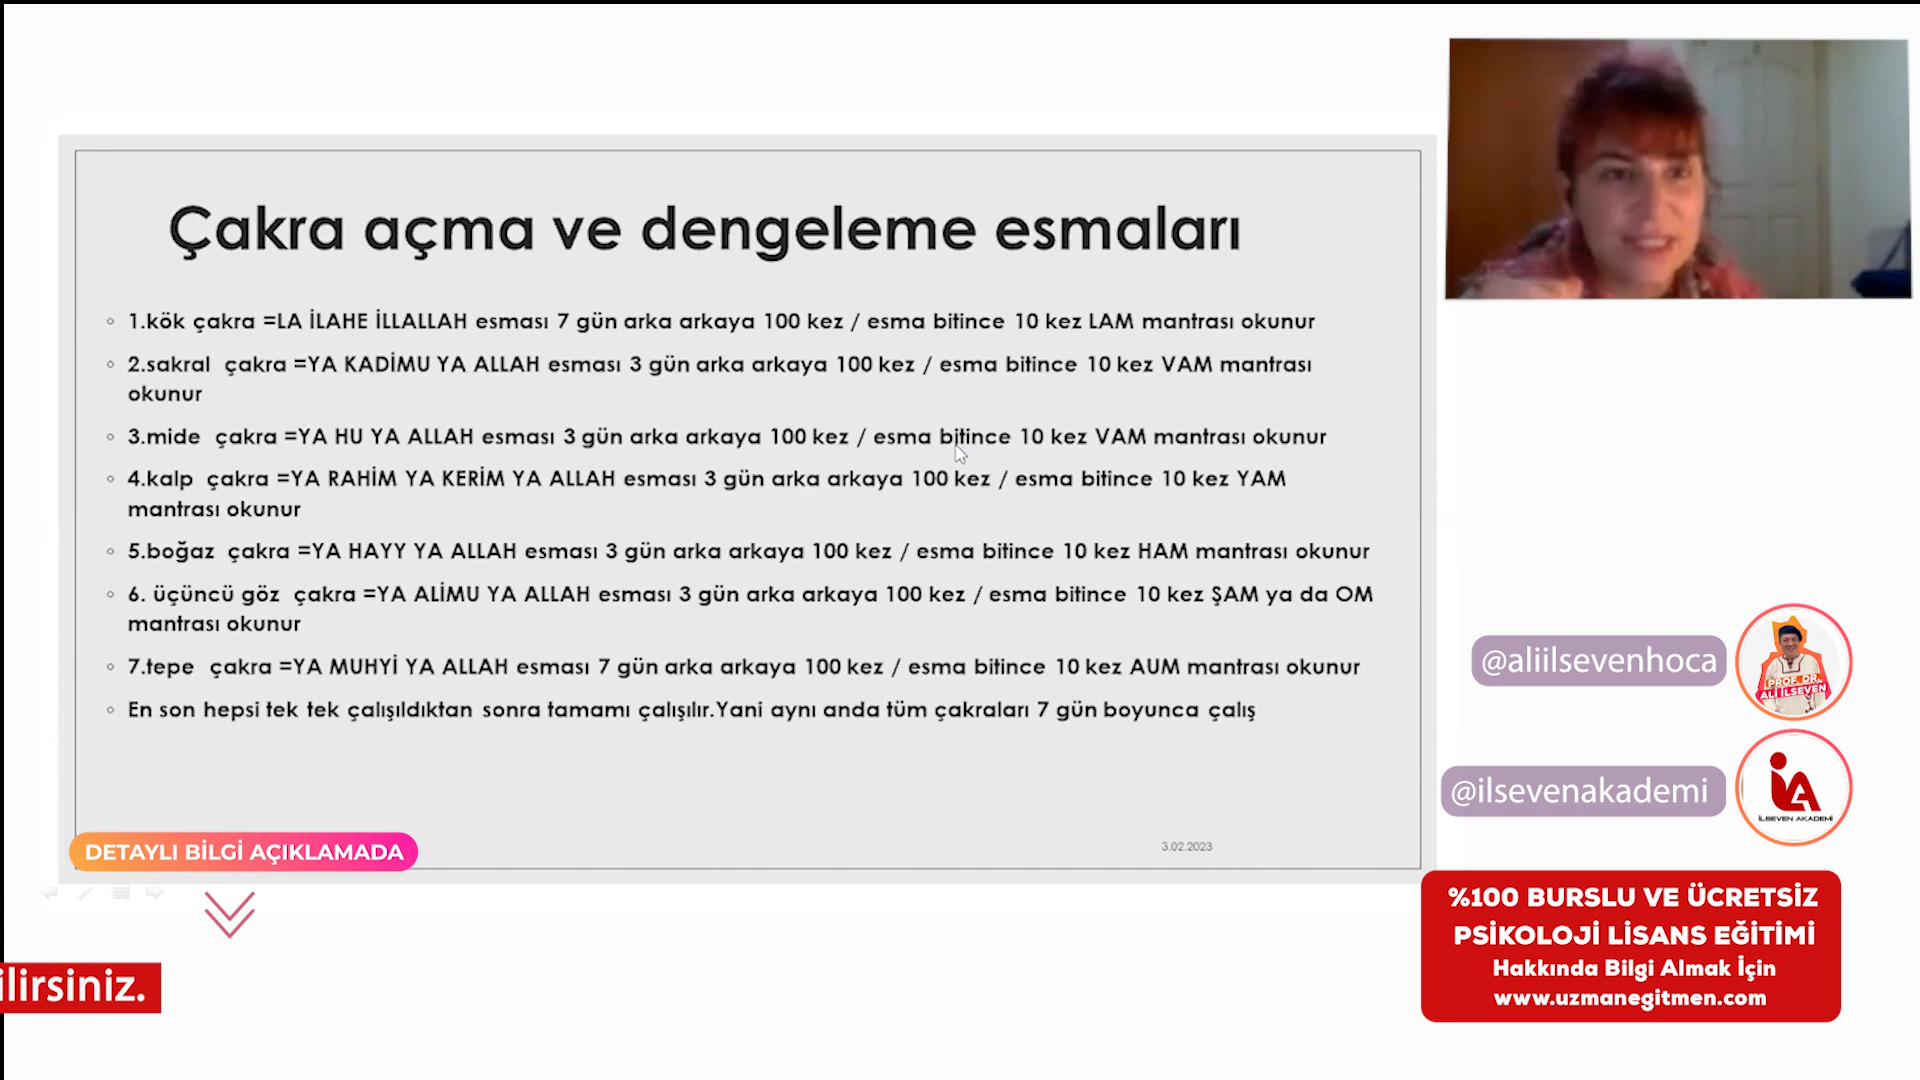 Çakra açma ve dengeleme esmaları
1.kök çakra =LA İLAHE İLLALLAH esması 7 gün arka arkaya 100 kez / esma bitince 10 kez LAM mantrası okunur
2.sakral çakra =YA KADİMU YA ALLAH esması 3 gün arka arkaya 100 kez / esma bitince 10 kez VAM mantrası
okunur
3.mide çakra =YA HU YA ALLAH esması 3 gün arka arkaya 100 kez / esma bitince 10 kez VAM mantrası okunur
4.kalp çakra =YA RAHİM YA KERİM YA ALLAH esması 3 gün arka arkaya 100 kez / esma bitince 10 kez YAM
mantrası okunur
5.boğaz çakra =YA HAYY YA ALLAH esması 3 gün arka arkaya 100 kez / esma bitince 10 kez HAM mantrası okunur
6. üçüncü göz çakra =YA ALİMU YA ALLAH esması 3 gün arka arkaya 100 kez / esma bitince 10 kez ŞAM ya da OM
mantrası okunur
7.tepe çakra =YA MUHYİ YA ALLAH esması 7 gün arka arkaya 100 kez / esma bitince 10 kez AUM mantrası okunur
En son hepsi tek tek çalışıldıktan sonra tamamı çalışılır.Yani aynı anda tüm çakraları 7 gün boyunca çalış
3.02.2023
DETAYLI BİLGİ AÇIKLAMADA
ilirsiniz.
@aliilsevenhoca
PROF. DR.
ALİ İLSEVEN
@ilsevenakademi
iA
İLSEVEN AKADEMİ
%100 BURSLU VE ÜCRETSİZ
PSİKOLOJİ LİSANS EĞİTİMİ
Hakkında Bilgi Almak İçin
www.uzmanegitmen.com